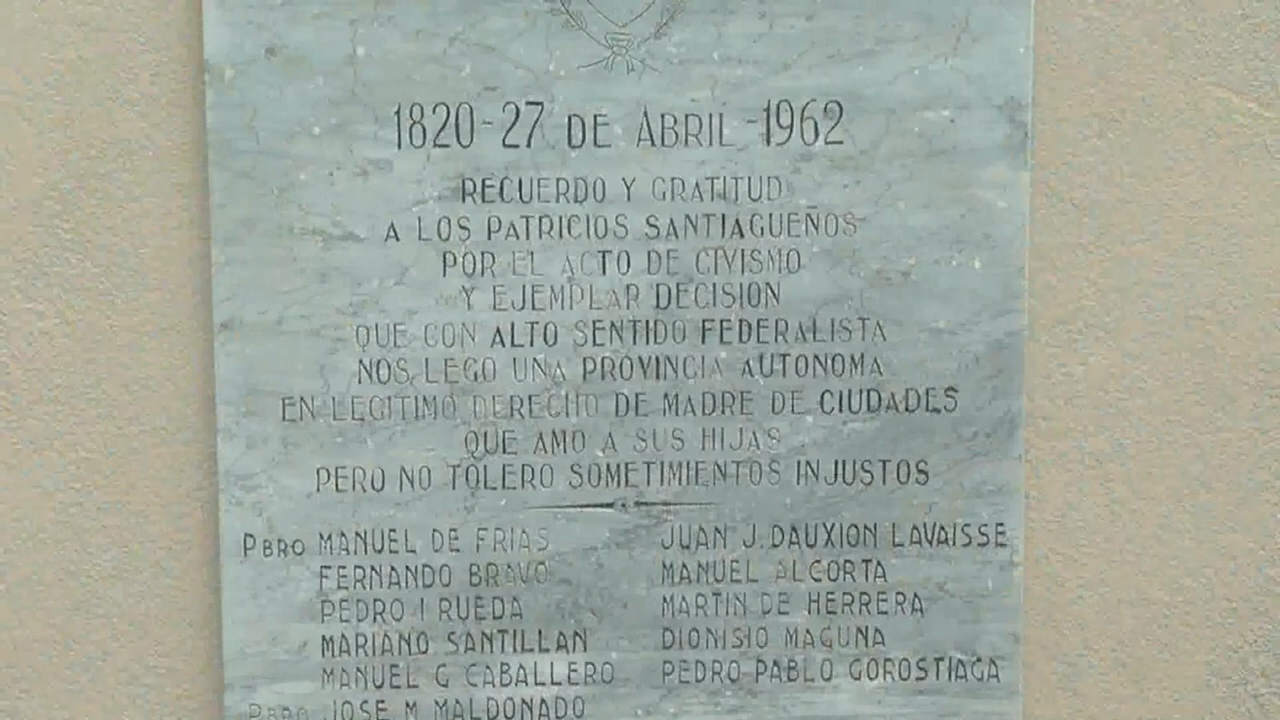 1820-27 DE ABRIL-1962
RECUERDO Y GRATITUD
A LOS PATRICIOS SANTIAGUEÑOS
POR EL ACTO DE CIVISMO
Y EJEMPLAR DECISION
QUE CON ALTO SENTIDO FEDERALISTA
NOS LEGO UNA PROVINCIA AUTONOMA
EN LEGITIMO DERECHO DE MADRE DE CIUDADES
QUE AMO A SUS HIJAS
PERO NO TOLERO SOMETIMIENTOS INJUSTOS
PBRO MANUEL DE FRIAS
FERNANDO BRAVO
PEDRO I RUEDA
MARIANO SANTILLAN
MANUEL G CABALLERO
PBRO JOSE M MALDONADO
JUAN J. DAUXION LAVAISSE
MANUEL ALCORTA
MARTIN DE HERRERA
DIONISIO MAGUNA
PEDRO PABLO GOROSTIAGA